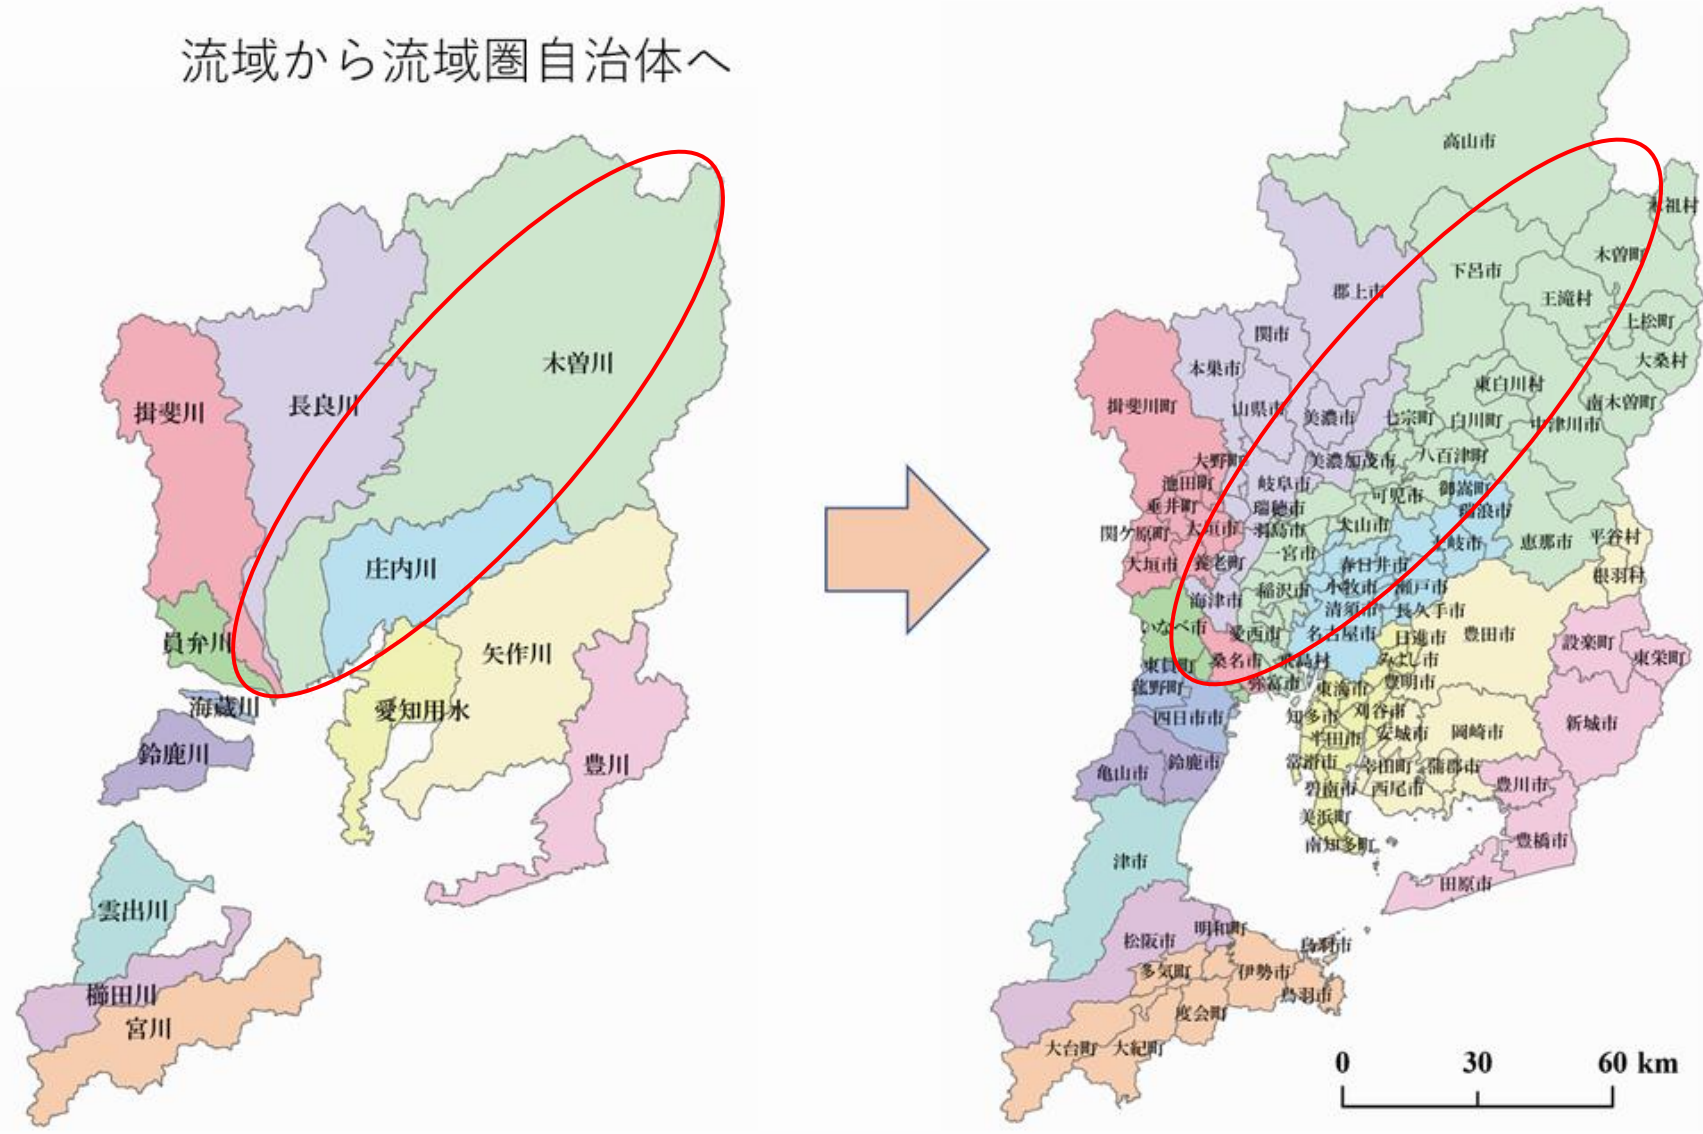 流域から流域圏自治体へ
木曽川
長良川
揖斐川
庄内川
員弁川
矢作川
海蔵川
愛知用水
鈴鹿川
豊川
雲出川
櫛田川
宮川
高山市
木祖村
木曽町
下呂市
郡上市
王滝村
上松町
関市
大桑村
本巣市
東白川村
南木曽町
揖斐川町
山県市
美濃市
七宗町
白川町
中津川市
大野町
美濃加茂市
八百津町
池田町
岐阜市
可児市
御嵩町
垂井町
瑞穂市
瑞浪市
関ケ原町
大垣市
羽島市
犬山市
土岐市
恵那市
平谷村
一宮市
大垣市
養老町
春日井市
根羽村
海津市
稲沢市
小牧市
瀬戸市
清須市
長久手市
いなべ市
愛西市
名古屋市
日進市
豊田市
設楽町
東員町
桑名市
飛島村
みよし市
東栄町
菰野町
弥富市
東海市
豊明市
四日市市
知多市
刈谷市
新城市
半田市
安城市
岡崎市
亀山市
鈴鹿市
常滑市
幸田町
蒲郡市
碧南市
西尾市
豊川市
美浜町
南知多町
豊橋市
津市
田原市
松阪市
明和町
鳥羽市
多気町
伊勢市
鳥羽市
度会町
大台町
大紀町
0 30 60 km